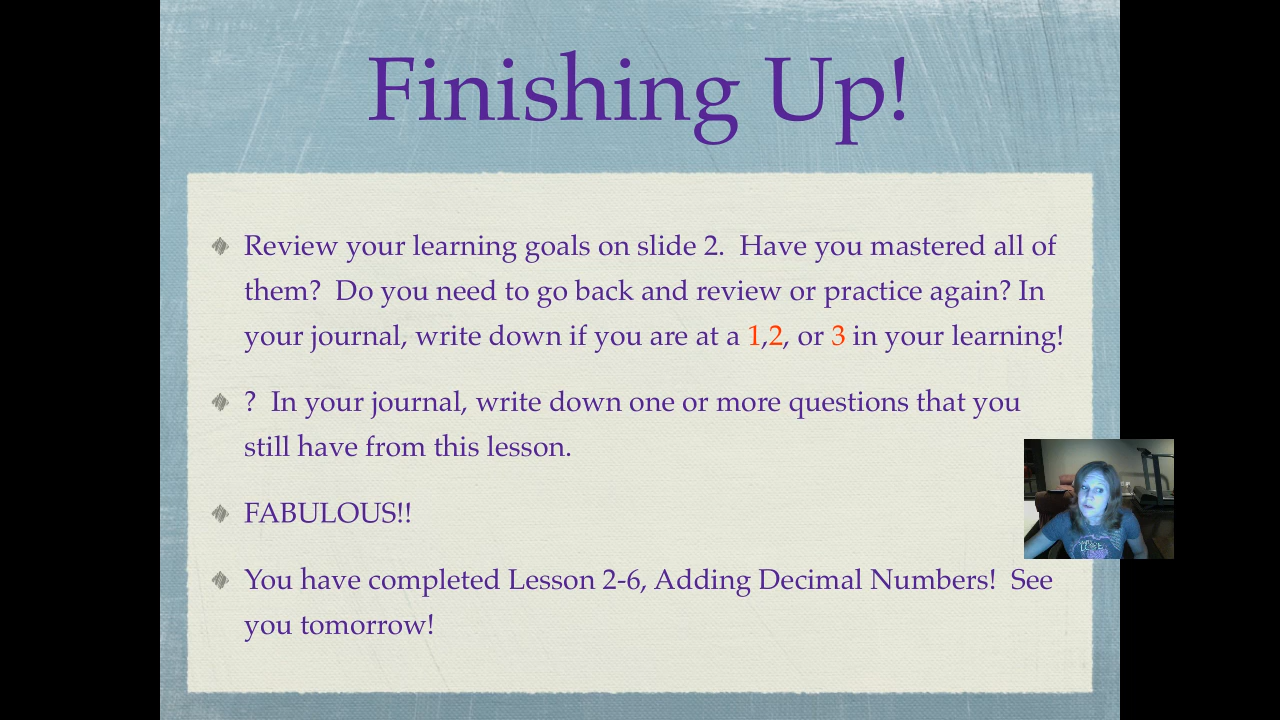 Finishing Up!
Review your learning goals on slide 2.  Have you mastered all of
them?  Do you need to go back and review or practice again? In
your journal, write down if you are at a 1,2, or 3 in your learning!
?  In your journal, write down one or more questions that you
still have from this lesson.
FABULOUS!!
You have completed Lesson 2-6, Adding Decimal Numbers!  See
you tomorrow!